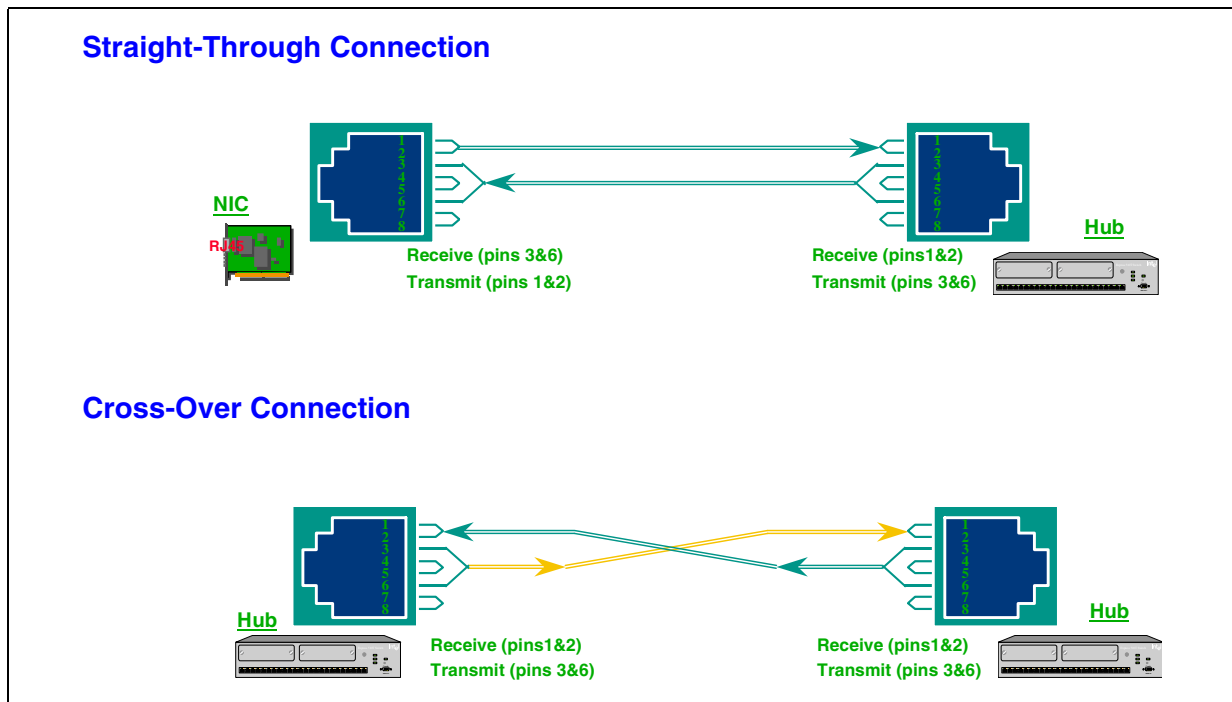 Straight-Through Connection
1
2
3
4
5
6
7
8
1
2
3
4
5
6
7
8
NIC
RJ45
Hub
Receive (pins 3&6)
Transmit (pins 1&2)
Receive (pins1&2)
Transmit (pins 3&6)
Cross-Over Connection
1
2
3
4
5
6
7
8
1
2
3
4
5
6
7
8
Hub
Hub
Receive (pins1&2)
Transmit (pins 3&6)
Receive (pins1&2)
Transmit (pins 3&6)